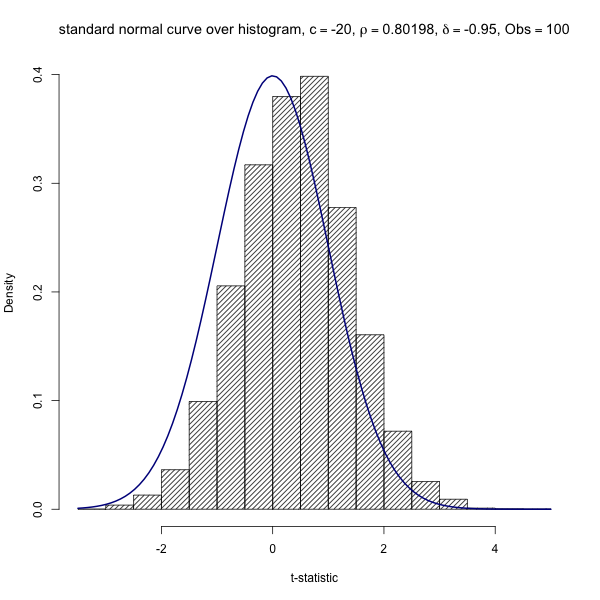 standard normal curve over histogram, c = -20, ρ = 0.80198, δ = -0.95, Obs = 100
0.4
0.3
0.2
0.1
0.0
Density
-2 0 2 4
t-statistic